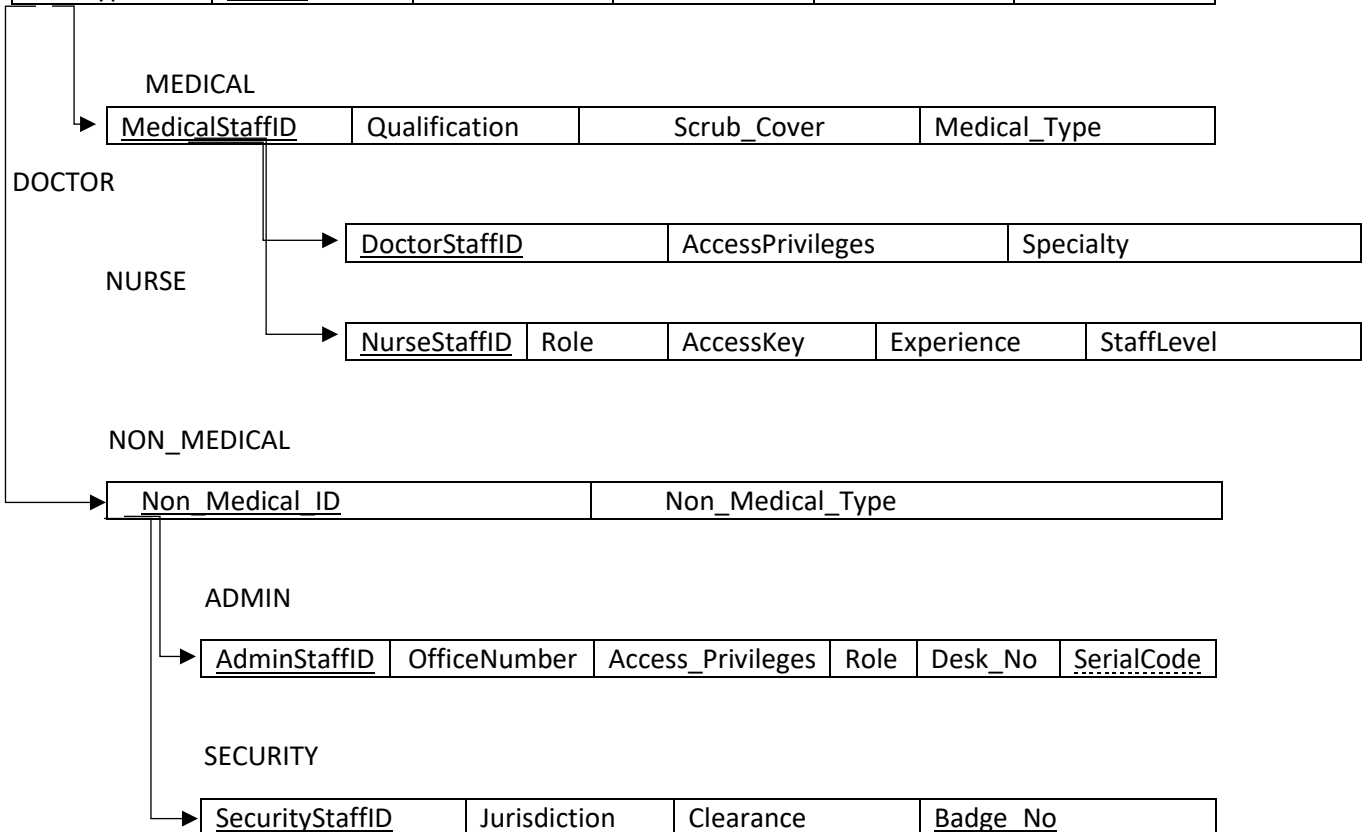 MEDICAL
MedicalStaffID Qualification Scrub_Cover Medical_Type
DOCTOR
DoctorStaffID AccessPrivileges Specialty
NURSE
NurseStaffID Role AccessKey Experience StaffLevel
NON_MEDICAL
Non_Medical_ID Non_Medical_Type
ADMIN
AdminStaffID OfficeNumber Access_Privileges Role Desk_No SerialCode
SECURITY
SecurityStaffID Jurisdiction Clearance Badge_No